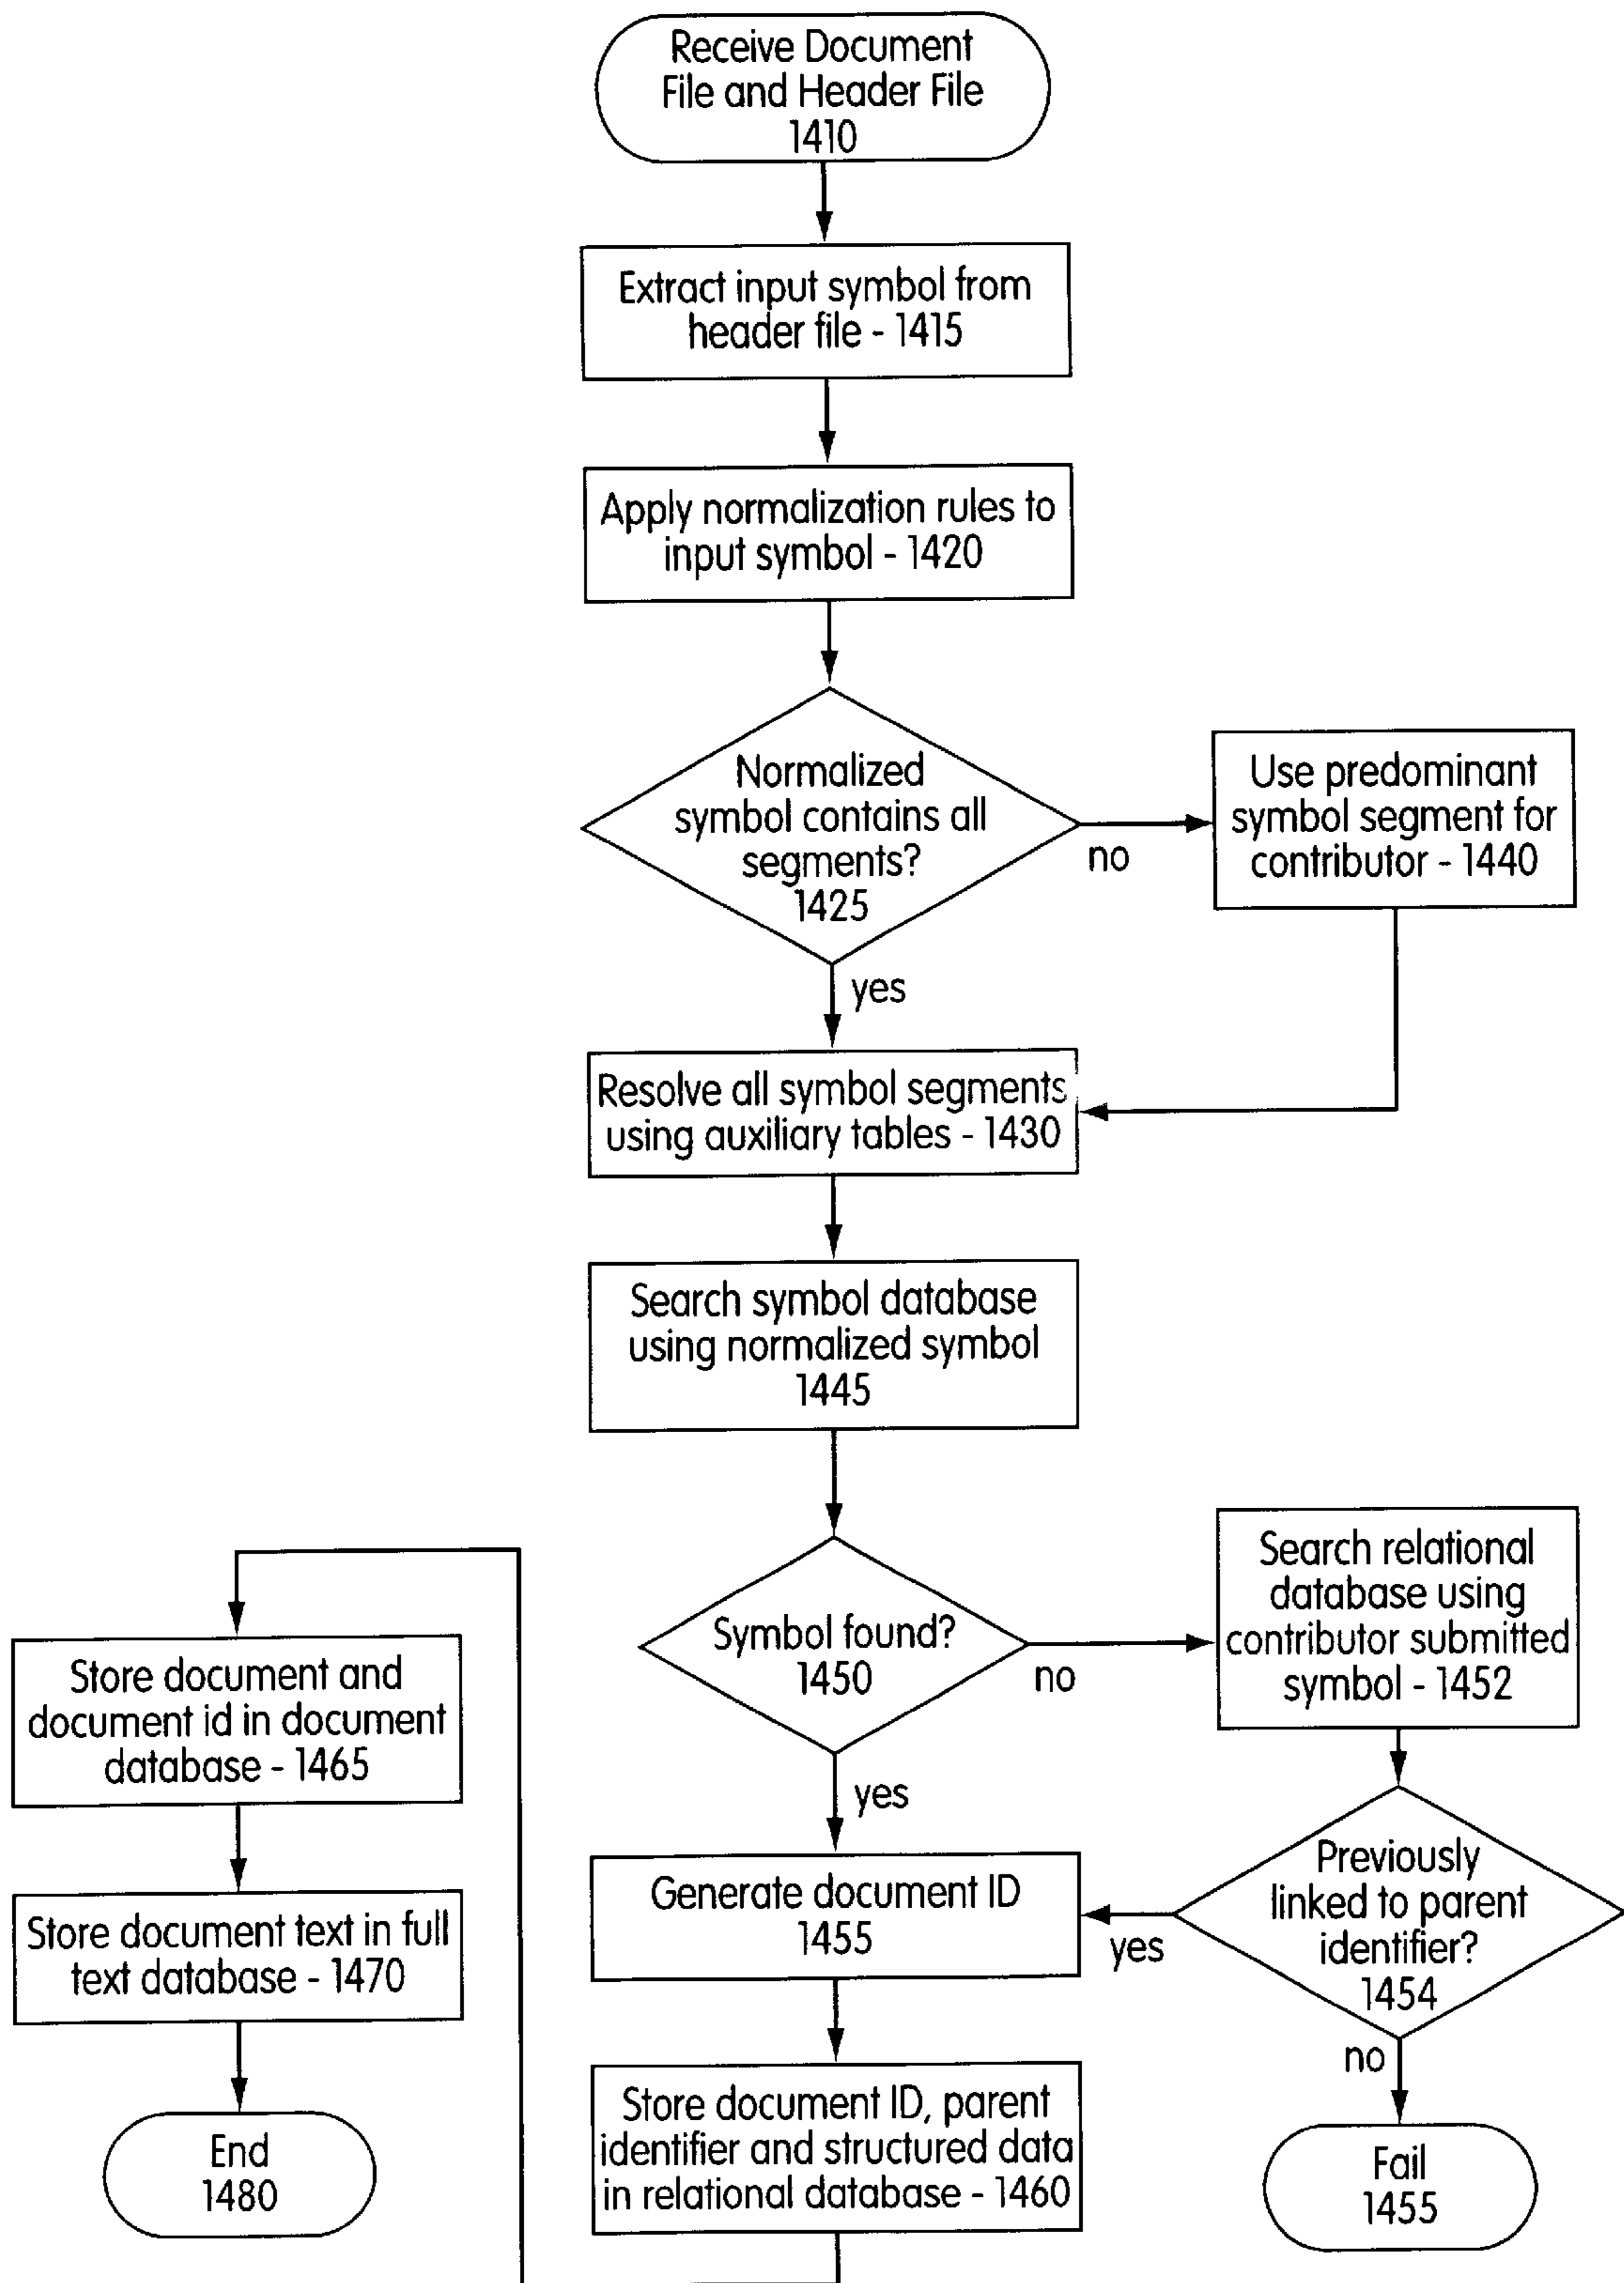 Receive Document
File and Header File
1410
Extract input symbol from
header file - 1415
Apply normalization rules to
input symbol - 1420
Normalized
symbol contains all
segments?
1425
no
Use predominant
symbol segment for
contributor - 1440
yes
Resolve all symbol segments
using auxiliary tables - 1430
Search symbol database
using normalized symbol
1445
Symbol found?
1450
no
Search relational
database using
contributor submitted
symbol - 1452
yes
Previously
linked to parent
identifier?
1454
yes
no
Fail
1455
Generate document ID
1455
Store document ID, parent
identifier and structured data
in relational database - 1460
Store document and
document id in document
database - 1465
Store document text in full
text database - 1470
End
1480